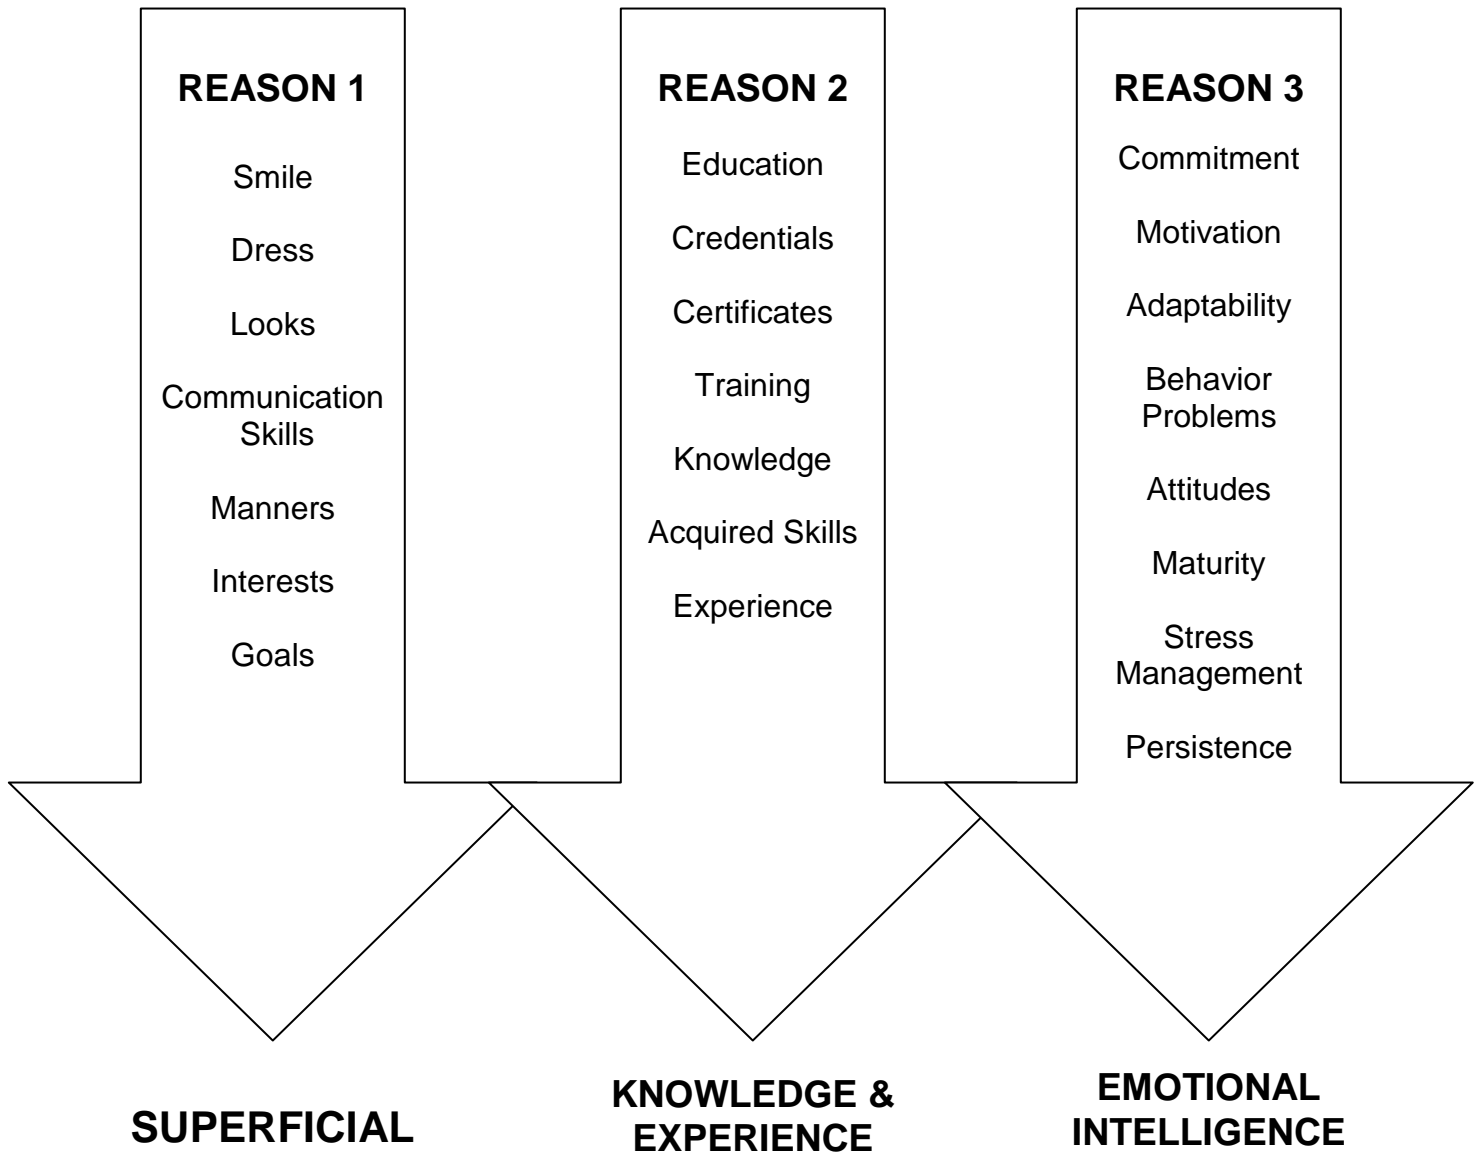 REASON 1
Smile
Dress
Looks
Communication
Skills
Manners
Interests
Goals
SUPERFICIAL
REASON 2
Education
Credentials
Certificates
Training
Knowledge
Acquired Skills
Experience
KNOWLEDGE &
EXPERIENCE
REASON 3
Commitment
Motivation
Adaptability
Behavior
Problems
Attitudes
Maturity
Stress
Management
Persistence
EMOTIONAL
INTELLIGENCE